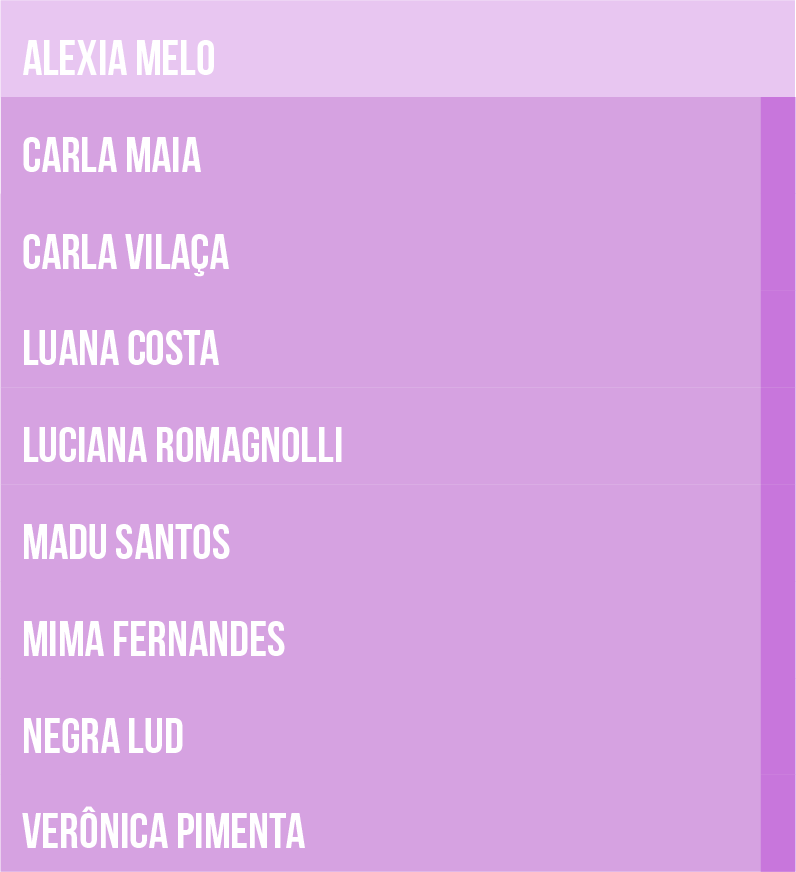 ALEXIA MELO
CARLA MAIA
CARLA VILAÇA
LUANA COSTA
LUCIANA ROMAGNOLLI
MADU SANTOS
MIMA FERNANDES
NEGRA LUD
VERÔNICA PIMENTA